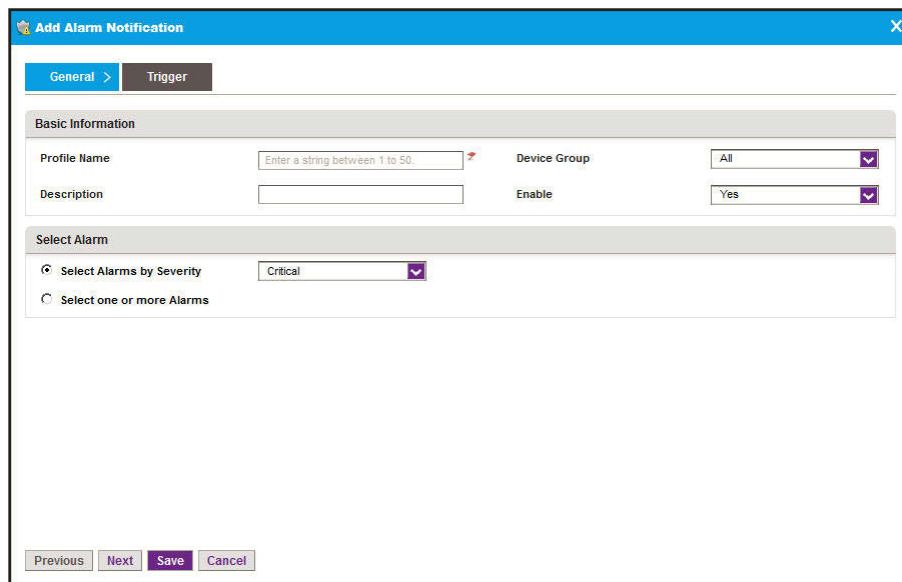 Add Alarm Notification X
General > Trigger
Basic Information
Profile Name Enter a string between 1 to 50. * Device Group All
Description Enable Yes
Select Alarm
Select Alarms by Severity Critical
Select one or more Alarms
Previous Next Save Cancel